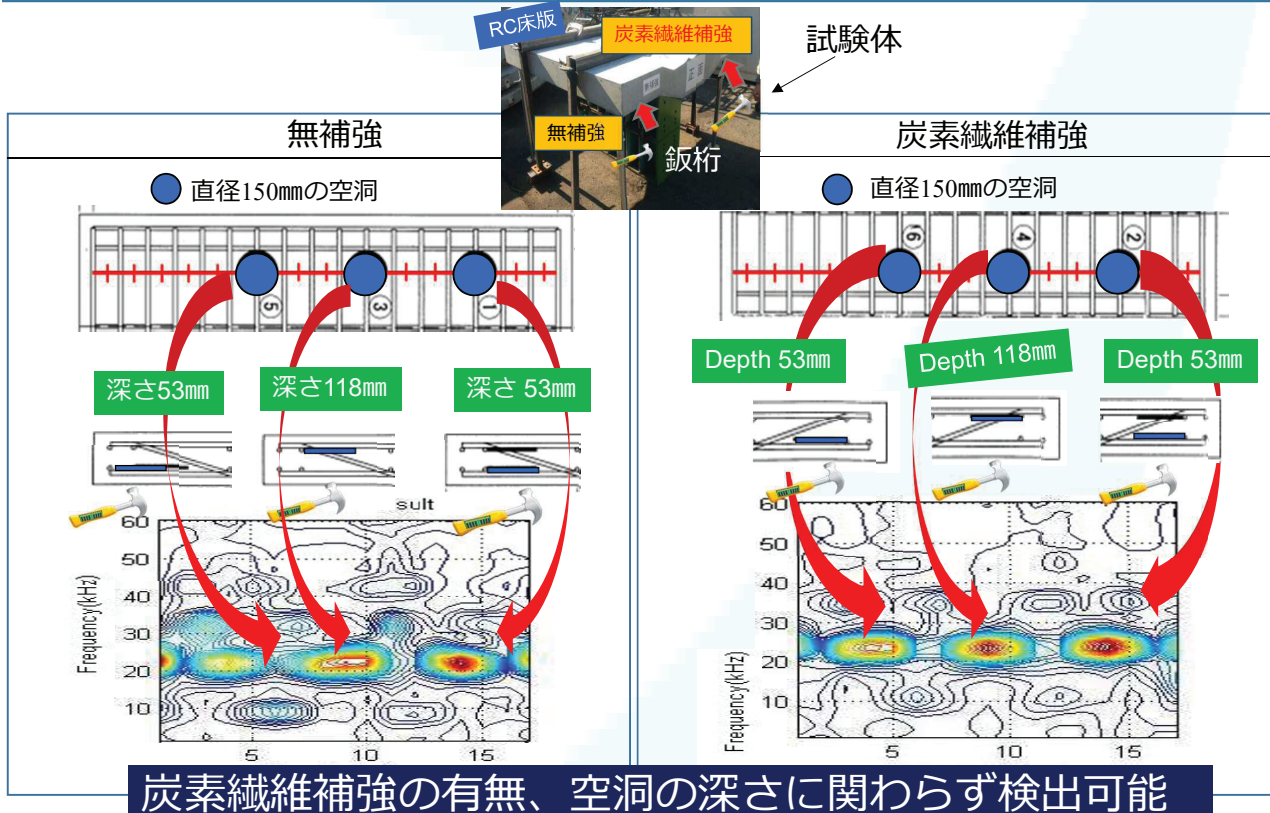 RC床版
炭素繊維補強
無補強
鈑桁
試験体
無補強
直径150㎜の空洞
⑤
③
①
深さ53㎜
深さ118㎜
深さ 53㎜
sult
Frequency(kHz)
60
50
40
30
20
10
5
10
15
炭素繊維補強
直径150㎜の空洞
⑥
④
②
Depth 53㎜
Depth 118㎜
Depth 53㎜
Frequency(kHz)
60
50
40
30
20
10
5
10
15
炭素繊維補強の有無、空洞の深さに関わらず検出可能